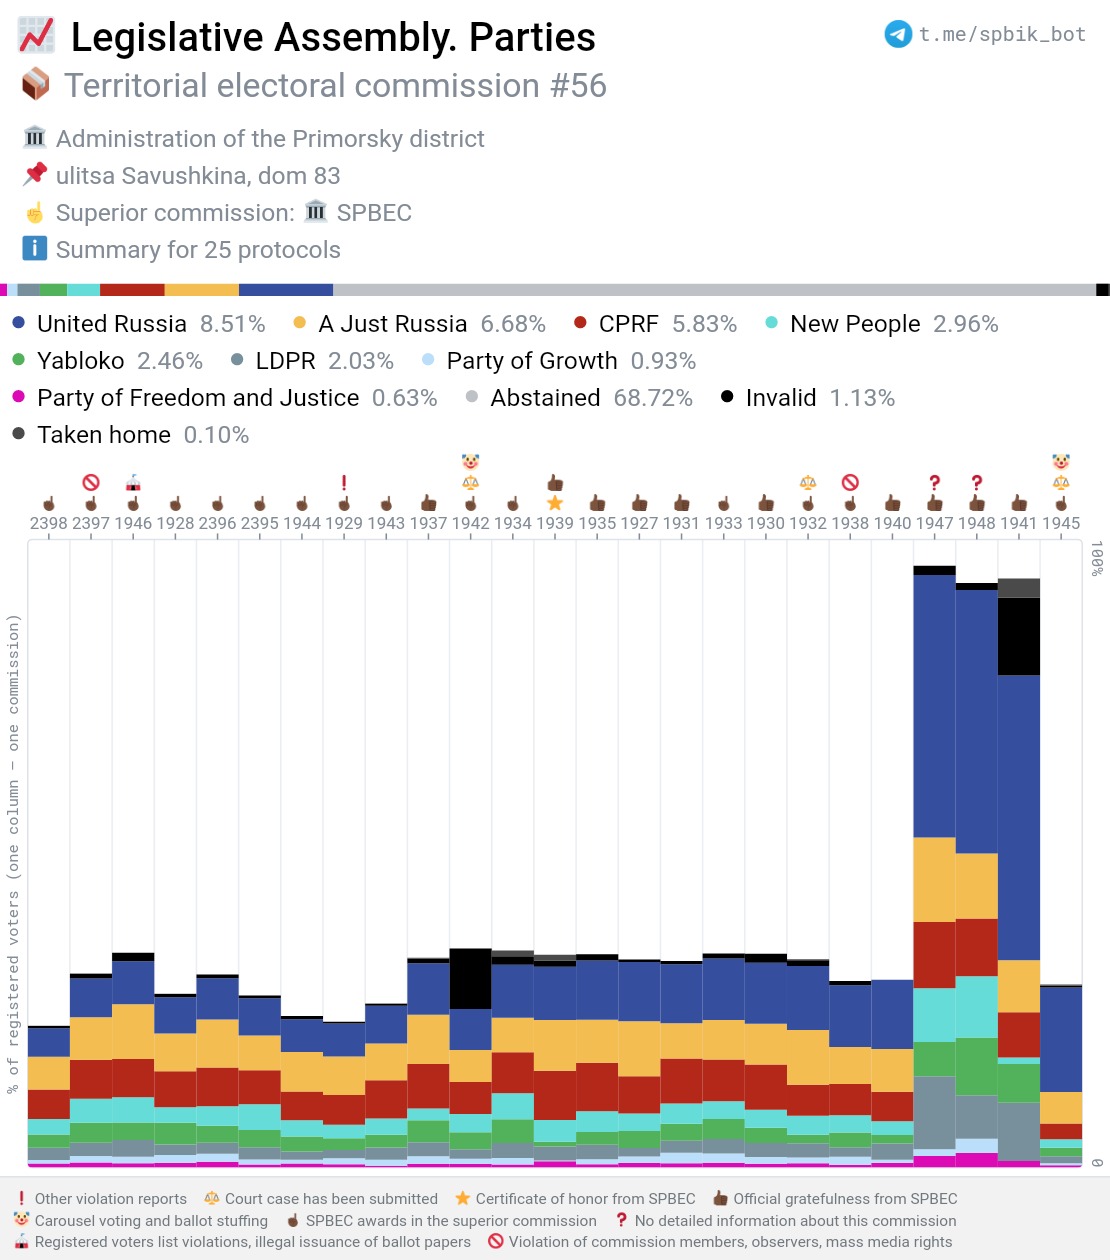 Legislative Assembly. Parties
t.me/spbik_bot
Territorial electoral commission #56
Administration of the Primorsky district
ulitsa Savushkina, dom 83
Superior commission: SPBEC
Summary for 25 protocols
United Russia 8.51% A Just Russia 6.68% CPRF 5.83% New People 2.96%
Yabloko 2.46% LDPR 2.03% Party of Growth 0.93%
Party of Freedom and Justice 0.63% Abstained 68.72% Invalid 1.13%
Taken home 0.10%
2398 2397 1946 1928 2396 2395 1944 1929 1943 1937 1942 1934 1939 1935 1927 1931 1933 1930 1932 1938 1940 1947 1948 1941 1945
100%
% of registered voters (one column – one commission)
0
Other violation reports Court case has been submitted Certificate of honor from SPBEC Official gratefulness from SPBEC
Carousel voting and ballot stuffing SPBEC awards in the superior commission No detailed information about this commission
Registered voters list violations, illegal issuance of ballot papers Violation of commission members, observers, mass media rights